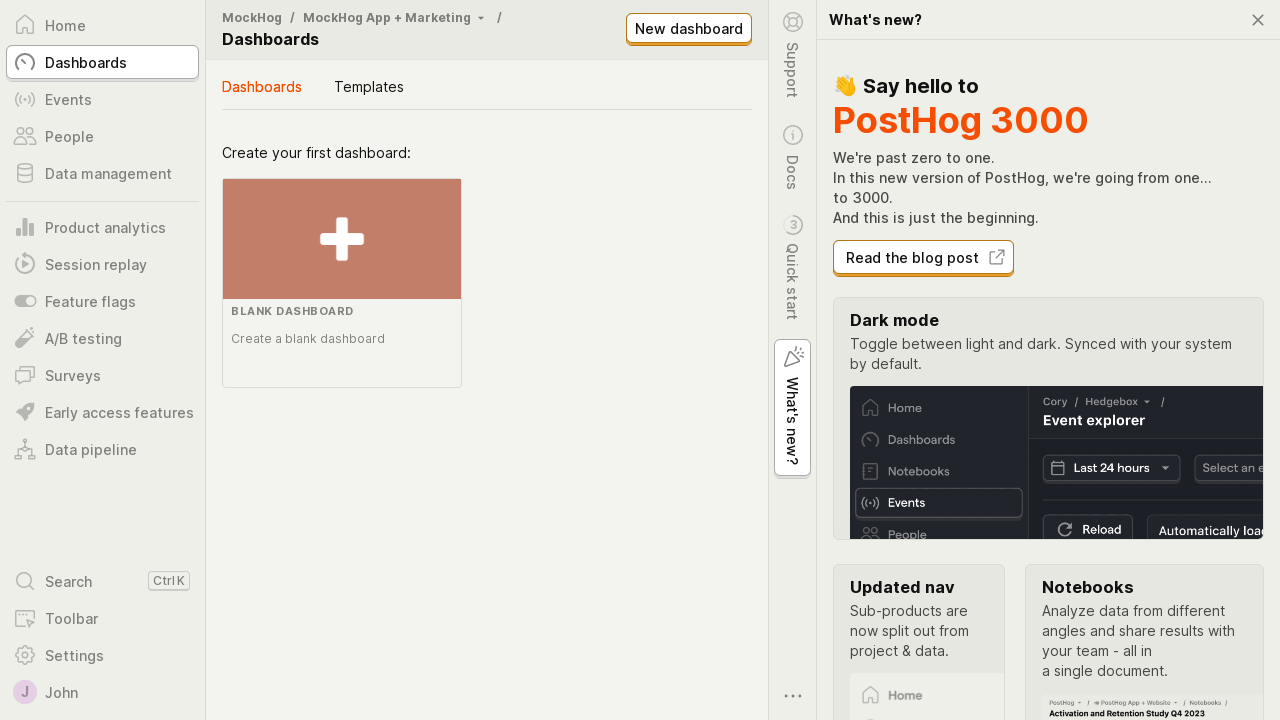 Home
Dashboards
Events
People
Data management
Product analytics
Session replay
Feature flags
A/B testing
Surveys
Early access features
Data pipeline
Search
Ctrl K
Toolbar
Settings
J
John
MockHog / MockHog App + Marketing /
Dashboards
New dashboard
Dashboards
Templates
Create your first dashboard:
BLANK DASHBOARD
Create a blank dashboard
Support
Docs
3
Quick start
What's new?
What's new?
👋 Say hello to
PostHog 3000
We're past zero to one.
In this new version of PostHog, we're going from one...
to 3000.
And this is just the beginning.
Read the blog post
Dark mode
Toggle between light and dark. Synced with your system
by default.
Home
Dashboards
Notebooks
Events
People
Cory / Hedgebox /
Event explorer
Last 24 hours
Select an e
Reload
Automatically loa
Updated nav
Sub-products are
now split out from
project & data.
Home
Notebooks
Analyze data from different
angles and share results with
your team - all in
a single document.
PostHog / PostHog App + Website / Notebooks /
Activation and Retention Study Q4 2023